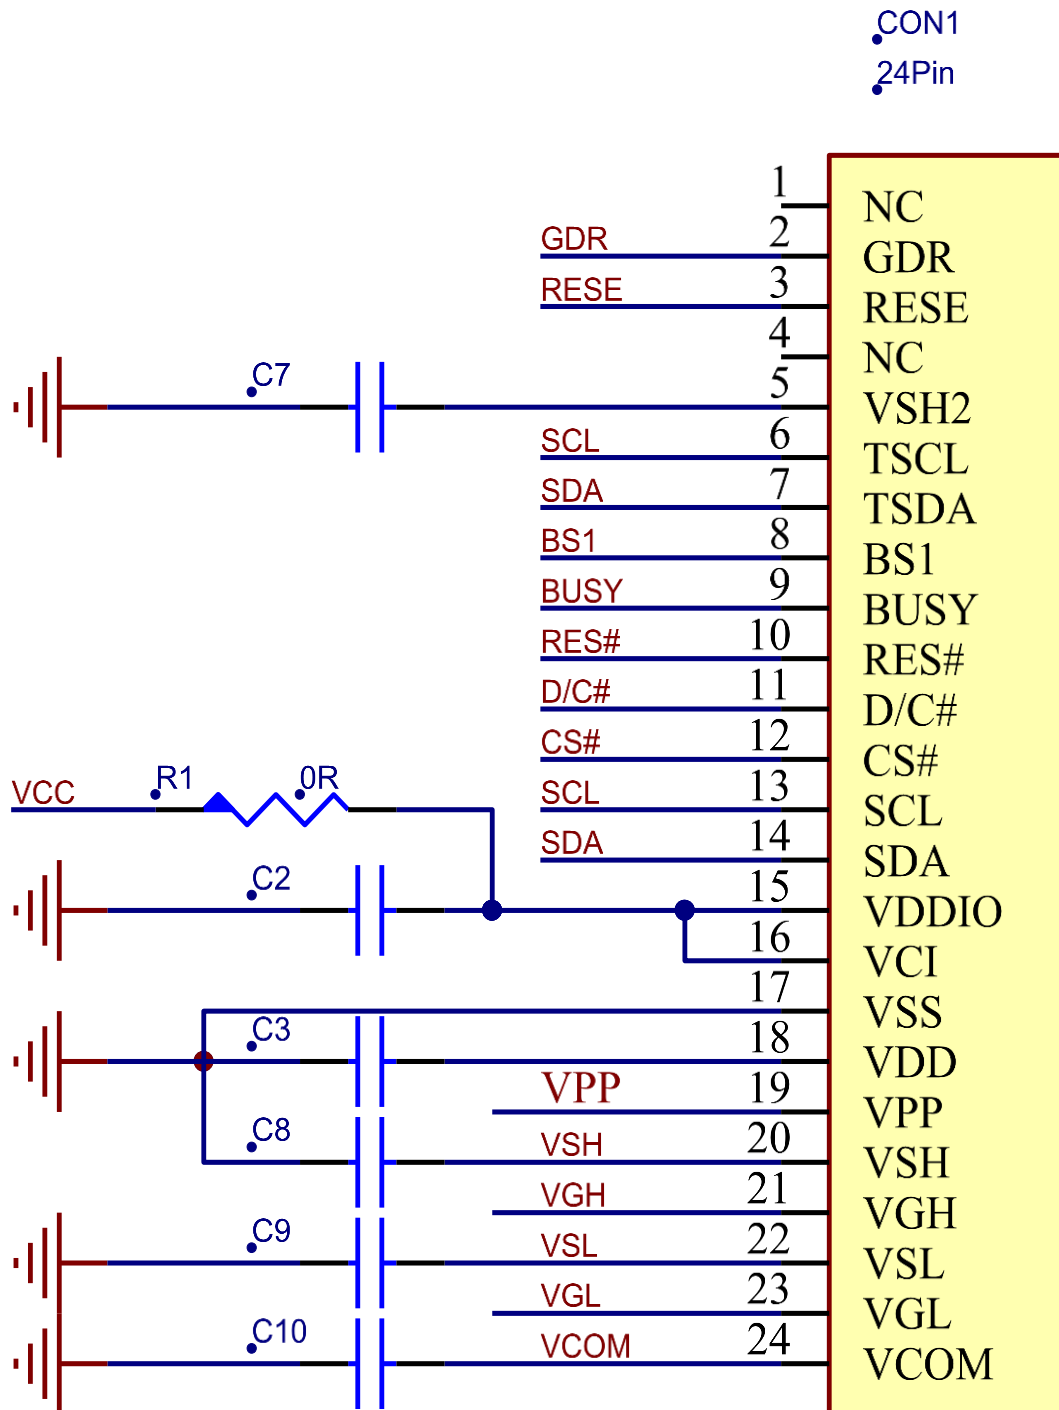 CON1
24Pin
1 NC
GDR 2 GDR
RESE 3 RESE
4 NC
C7 5 VSH2
SCL 6 TSCL
SDA 7 TSDA
BS1 8 BS1
BUSY 9 BUSY
RES# 10 RES#
D/C# 11 D/C#
CS# 12 CS#
VCC R1 0R SCL 13 SCL
SDA 14 SDA
C2 15 VDDIO
16 VCI
17 VSS
C3 18 VDD
VPP 19 VPP
C8 VSH 20 VSH
VGH 21 VGH
C9 VSL 22 VSL
VGL 23 VGL
C10 VCOM 24 VCOM